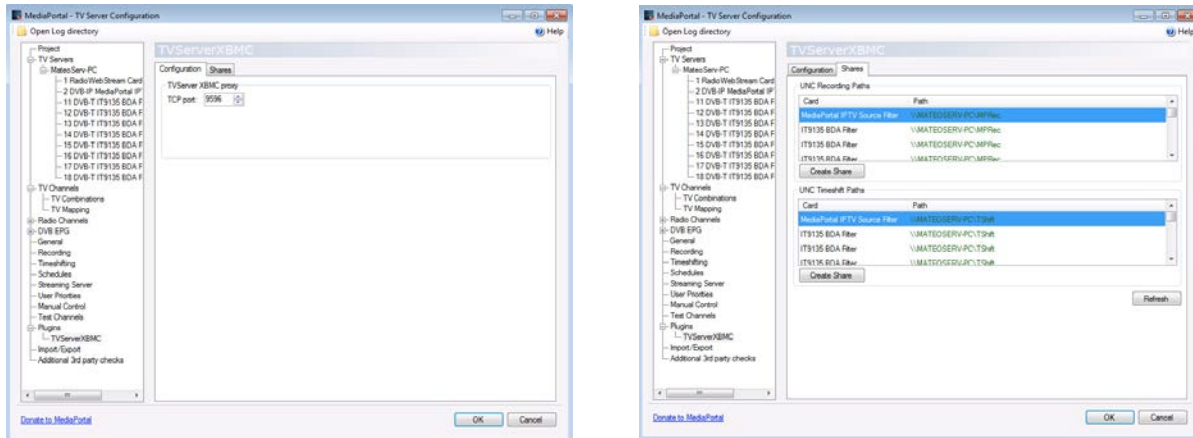 MediaPortal - TV Server Configuration
Open Log directory
Help
Project
TV Servers
MateoServ-PC
1 RadioWebStream Card
2 DVB-IP MediaPortal IP
11 DVB-T IT9135 BDA F
12 DVB-T IT9135 BDA F
13 DVB-T IT9135 BDA F
14 DVB-T IT9135 BDA F
15 DVB-T IT9135 BDA F
16 DVB-T IT9135 BDA F
17 DVB-T IT9135 BDA F
18 DVB-T IT9135 BDA F
TV Channels
TV Combinations
TV Mapping
Radio Channels
DVB EPG
General
Recording
Timeshifting
Schedules
Streaming Server
User Priorities
Manual Control
Test Channels
Plugins
TVServerXBMC
Import/Export
Additional 3rd party checks
TVServerXBMC
Configuration Shares
TVServer XBMC proxy
TCP port: 9596
Donate to MediaPortal
OK Cancel
MediaPortal - TV Server Configuration
Open Log directory
Help
Project
TV Servers
MateoServ-PC
1 RadioWebStream Card
2 DVB-IP MediaPortal IP
11 DVB-T IT9135 BDA F
12 DVB-T IT9135 BDA F
13 DVB-T IT9135 BDA F
14 DVB-T IT9135 BDA F
15 DVB-T IT9135 BDA F
16 DVB-T IT9135 BDA F
17 DVB-T IT9135 BDA F
18 DVB-T IT9135 BDA F
TV Channels
TV Combinations
TV Mapping
Radio Channels
DVB EPG
General
Recording
Timeshifting
Schedules
Streaming Server
User Priorities
Manual Control
Test Channels
Plugins
TVServerXBMC
Import/Export
Additional 3rd party checks
TVServerXBMC
Configuration Shares
UNC Recording Paths
Card Path
MediaPortal IPTV Source Filter \\MATEOSERV-PC\MPRec
IT9135 BDA Filter \\MATEOSERV-PC\MPRec
IT9135 BDA Filter \\MATEOSERV-PC\MPRec
IT9135 BDA Filter \\MATEOSERV-PC\MPRec
Create Share
UNC Timeshift Paths
Card Path
MediaPortal IPTV Source Filter \\MATEOSERV-PC\TShift
IT9135 BDA Filter \\MATEOSERV-PC\TShift
IT9135 BDA Filter \\MATEOSERV-PC\TShift
IT9135 BDA Filter \\MATEOSERV-PC\TShift
Create Share
Refresh
Donate to MediaPortal
OK Cancel